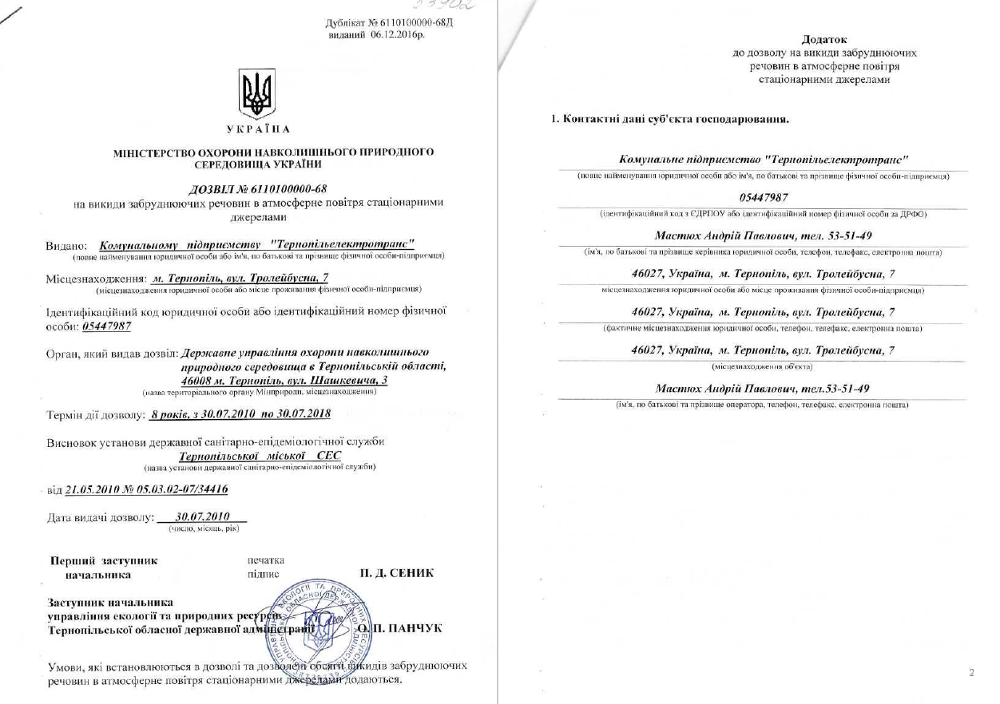 Дублікат № 6110100000-68Д
виданий 06.12.2016р.
УКРАЇНА
МІНІСТЕРСТВО ОХОРОНИ НАВКОЛИШНЬОГО ПРИРОДНОГО
СЕРЕДОВИЩА УКРАЇНИ
ДОЗВІЛ № 6110100000-68
на викиди забруднюючих речовин в атмосферне повітря стаціонарними
джерелами
Видано: Комунальному підприємству "Тернопільелектротранс"
(повне найменування юридичної особи або ім'я, по батькові та прізвище фізичної особи-підприємця)
Місцезнаходження: м. Тернопіль, вул. Тролейбусна, 7
(місцезнаходження юридичної особи або місце проживання фізичної особи-підприємця)
Ідентифікаційний код юридичної особи або ідентифікаційний номер фізичної
особи: 05447987
Орган, який видав дозвіл: Державне управління охорони навколишнього
природного середовища в Тернопільській області,
46008 м. Тернопіль, вул. Шашкевича, 3
(назва територіального органу Мінприроди, місцезнаходження)
Термін дії дозволу: 8 років, з 30.07.2010 по 30.07.2018
Висновок установи державної санітарно-епідеміологічної служби
Тернопільської міської СЕС
(назва установи державної санітарно-епідеміологічної служби)
від 21.05.2010 № 05.03.02-07/34416
Дата видачі дозволу: 30.07.2010
(число, місяць, рік)
Перший заступник печатка
начальника підпис П. Д. СЕНИК
Заступник начальника
управління екології та природних ресурсів
Тернопільської обласної державної адміністрації О. П. ПАНЧУК
Умови, які встановлюються в дозволі та дозволені обсяги викидів забруднюючих
речовин в атмосферне повітря стаціонарними джерелами додаються.
Додаток
до дозволу на викиди забруднюючих
речовин в атмосферне повітря
стаціонарними джерелами
1. Контактні дані суб'єкта господарювання.
Комунальне підприємство "Тернопільелектротранс"
(повне найменування юридичної особи або ім'я, по батькові та прізвище фізичної особи-підприємця)
05447987
(ідентифікаційний код з ЄДРПОУ або ідентифікаційний номер фізичної особи за ДРФО)
Мастюх Андрій Павлович, тел. 53-51-49
(ім'я, по батькові та прізвище керівника юридичної особи, телефон, телефакс, електронна пошта)
46027, Україна, м. Тернопіль, вул. Тролейбусна, 7
місцезнаходження юридичної особи або місце проживання фізичної особи-підприємця)
46027, Україна, м. Тернопіль, вул. Тролейбусна, 7
(фактичне місцезнаходження юридичної особи, телефон, телефакс, електронна пошта)
46027, Україна, м. Тернопіль, вул. Тролейбусна, 7
(місцезнаходження об'єкта)
Мастюх Андрій Павлович, тел.53-51-49
(ім'я, по батькові та прізвище оператора, телефон, телефакс, електронна пошта)
2